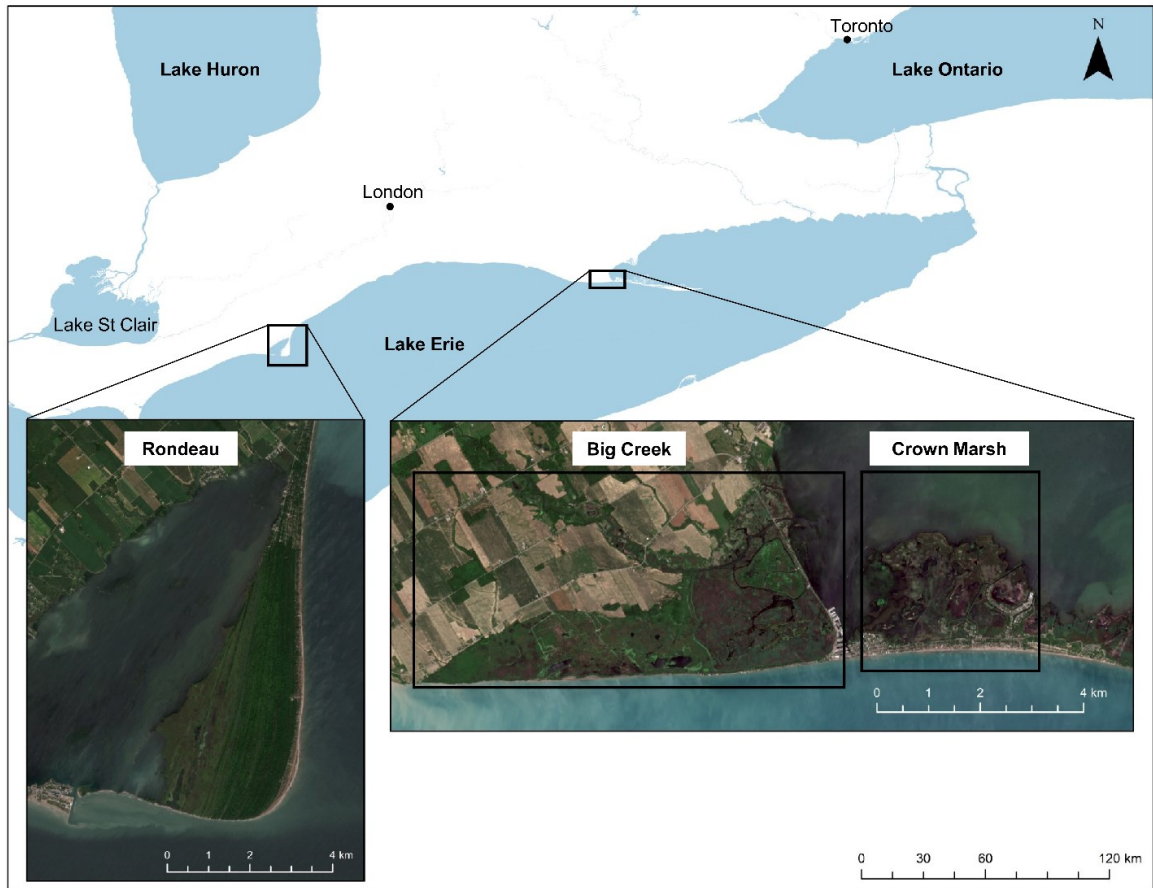 Toronto
N
Lake Huron
Lake Ontario
London
Lake St Clair
Lake Erie
Rondeau
Big Creek
Crown Marsh
0 1 2 4 km
0 1 2 4 km
0 30 60 120 km